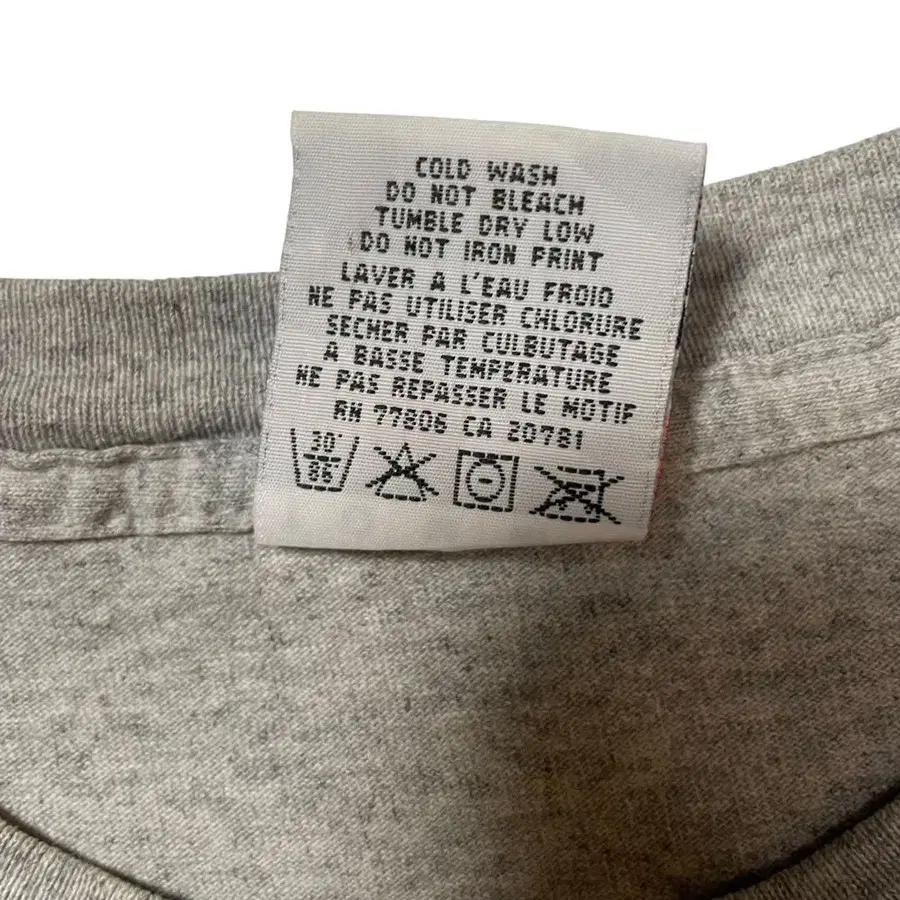 COLD WASH
DO NOT BLEACH
TUMBLE DRY LOW
DO NOT IRON PRINT
LAVER A L'EAU FROID
NE PAS UTILISER CHLORURE
SECHER PAR CULBUTAGE
A BASSE TEMPERATURE
NE PAS REPASSER LE MOTIF
RN 77806 CA 20781
30°
86